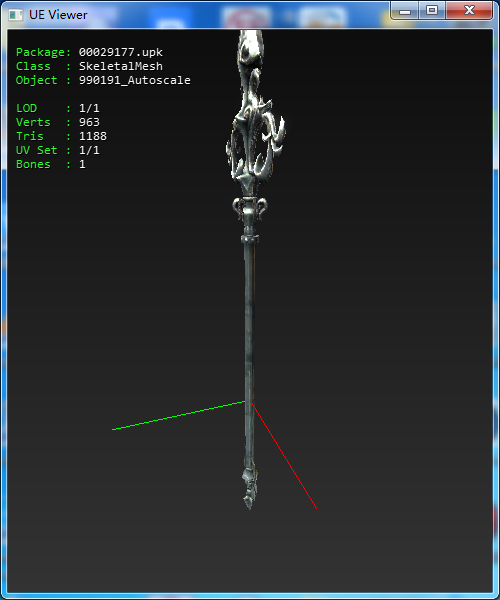 UE Viewer
Package: 00029177.upk
Class : SkeletalMesh
Object : 990191_Autoscale
LOD : 1/1
Verts : 963
Tris : 1188
UV Set : 1/1
Bones : 1